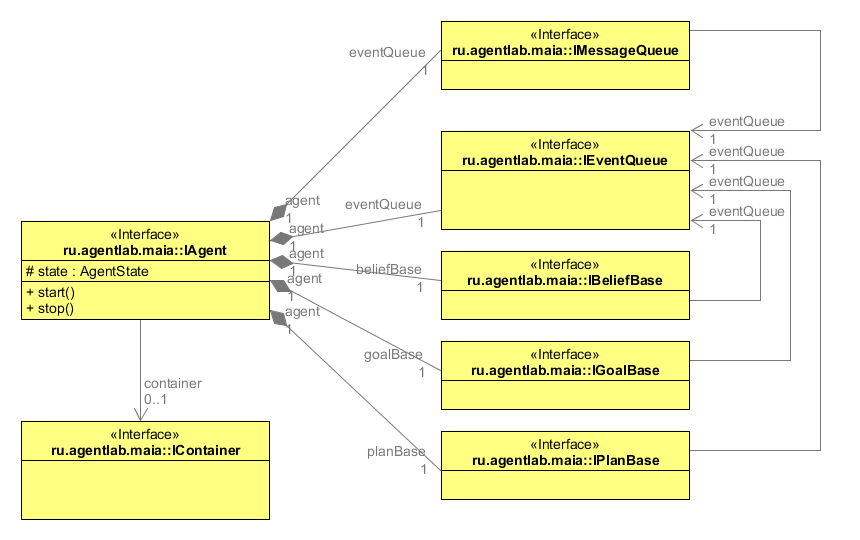 «Interface»
ru.agentlab.maia::IMessageQueue
eventQueue
1
eventQueue
1
«Interface»
ru.agentlab.maia::IEventQueue
eventQueue
1
eventQueue
1
eventQueue
1
agent
1
eventQueue
1
agent
1
«Interface»
ru.agentlab.maia::IAgent
# state : AgentState
+ start()
+ stop()
agent
1
beliefBase
1
«Interface»
ru.agentlab.maia::IBeliefBase
agent
1
agent
1
goalBase
1
«Interface»
ru.agentlab.maia::IGoalBase
container
0..1
«Interface»
ru.agentlab.maia::IContainer
planBase
1
«Interface»
ru.agentlab.maia::IPlanBase